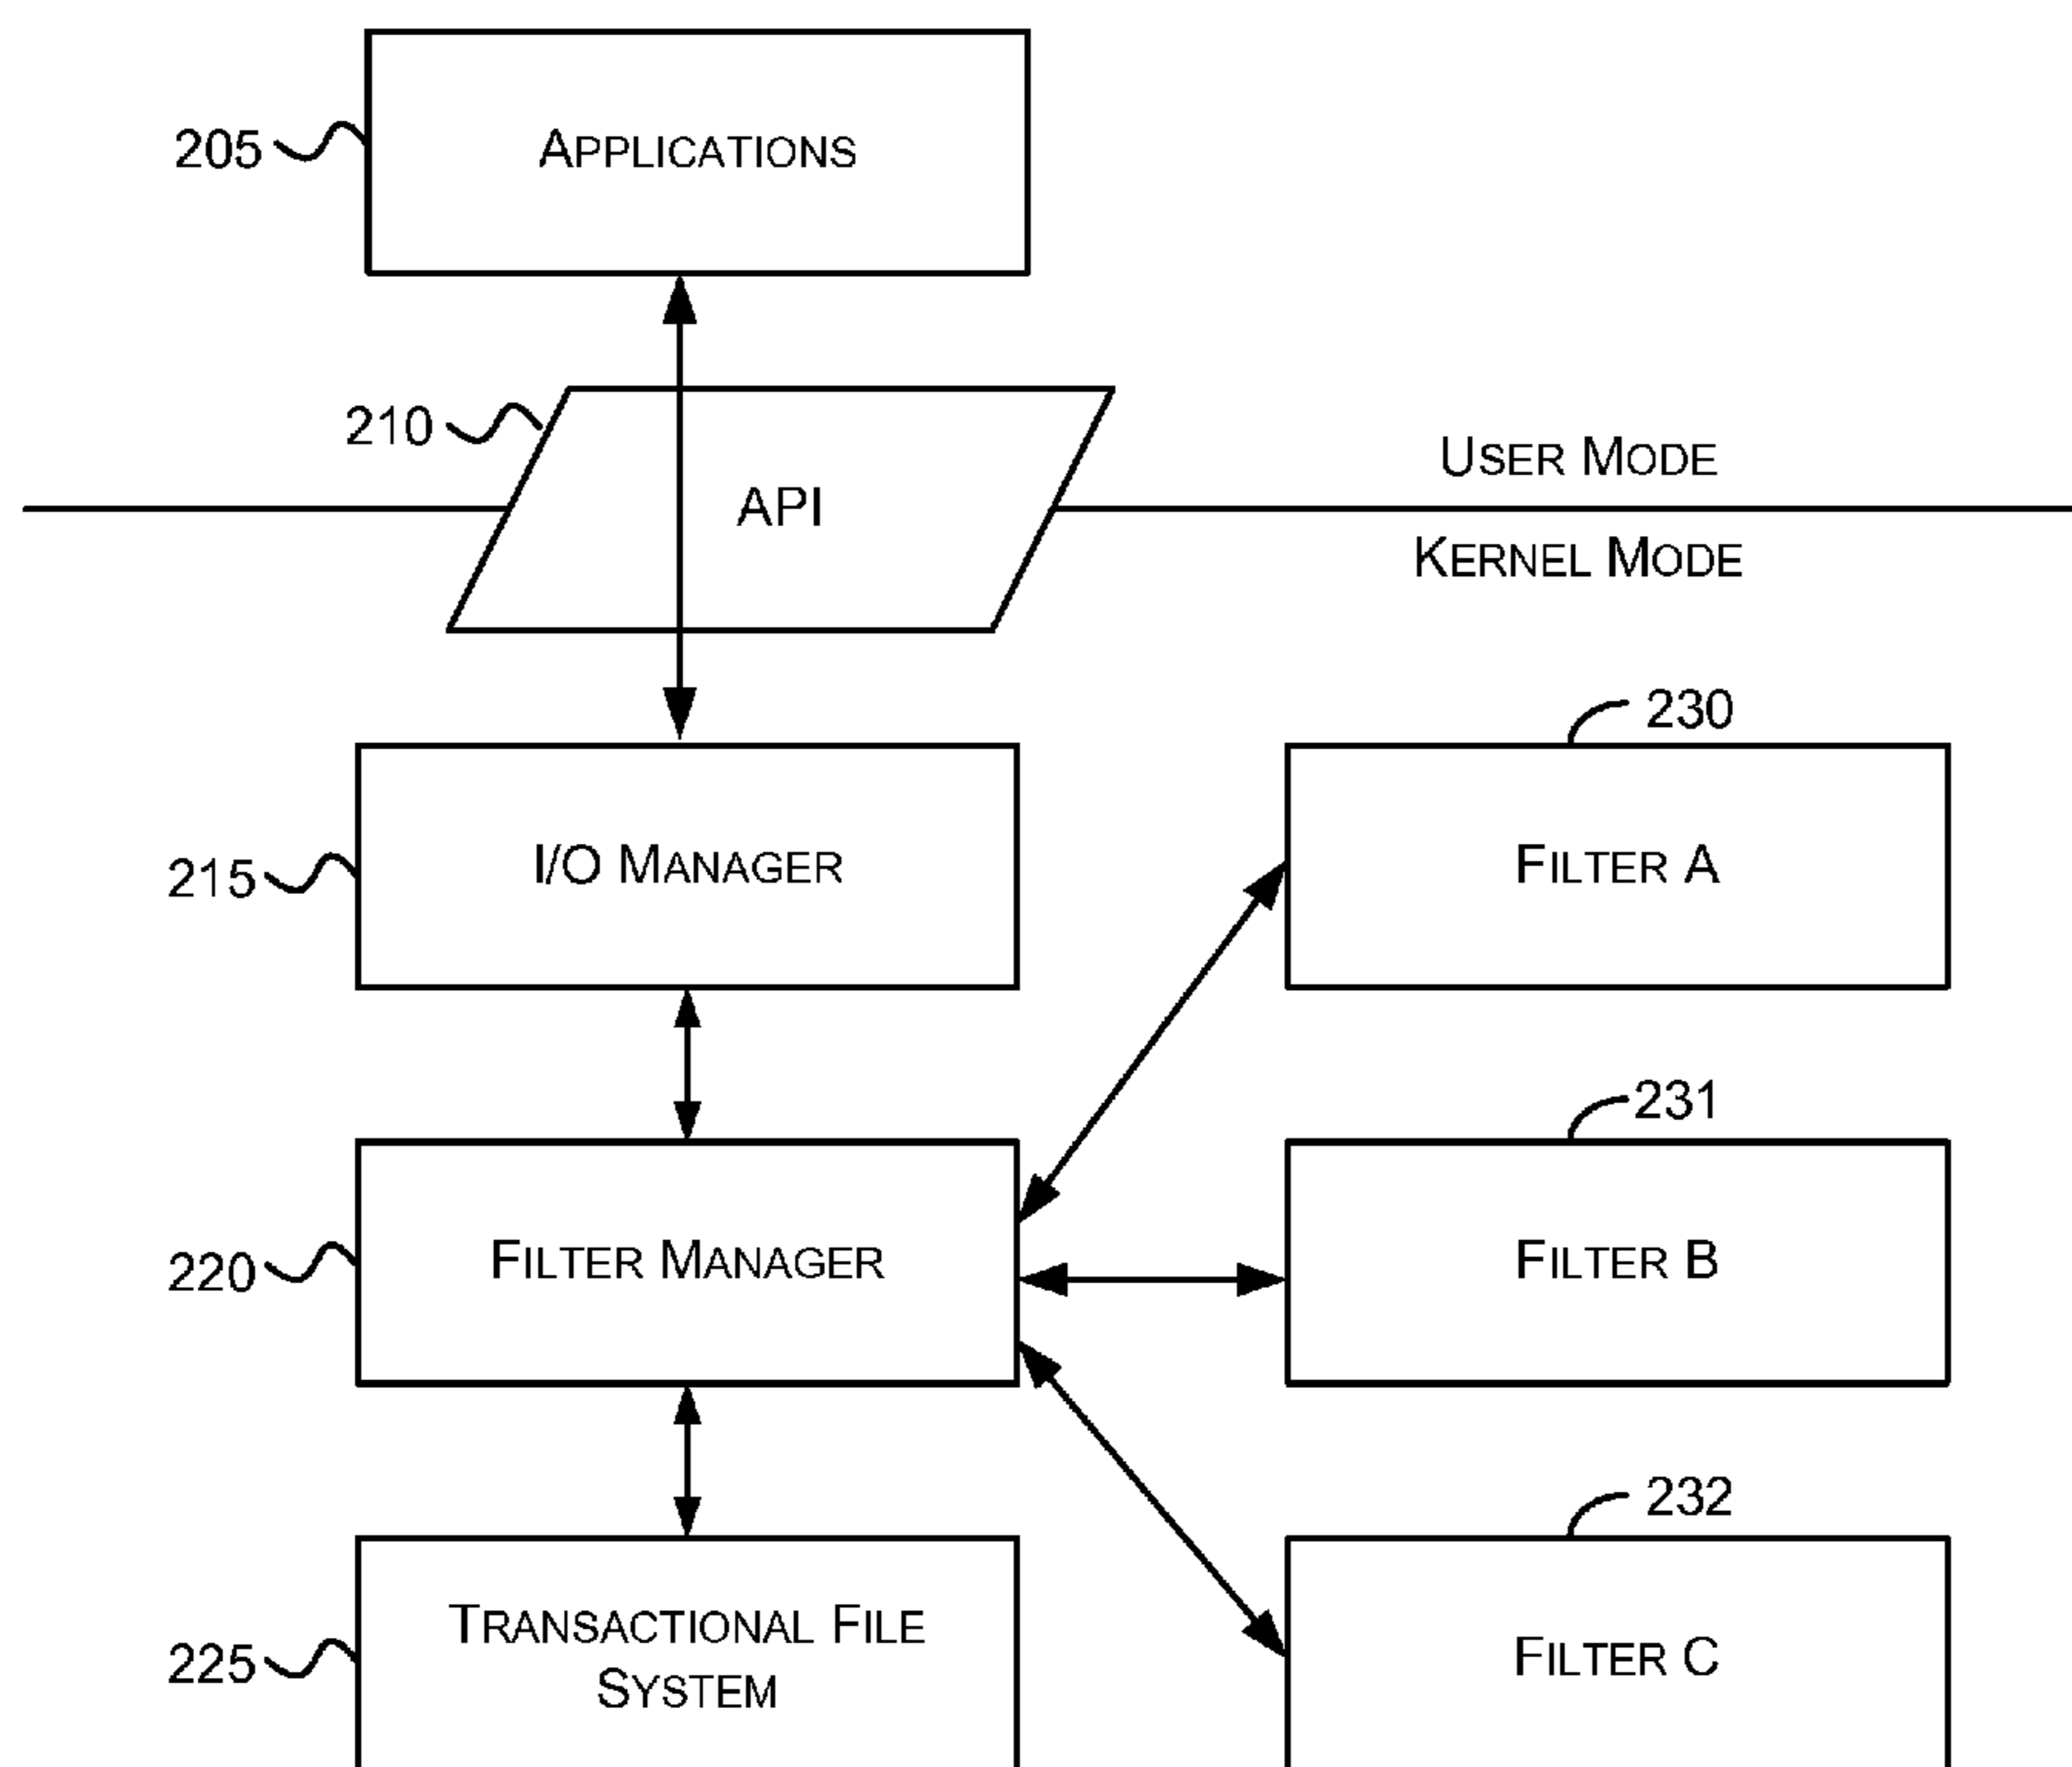 205
APPLICATIONS
210
API
USER MODE
KERNEL MODE
215
I/O MANAGER
230
FILTER A
220
FILTER MANAGER
231
FILTER B
225
TRANSACTIONAL FILE
SYSTEM
232
FILTER C